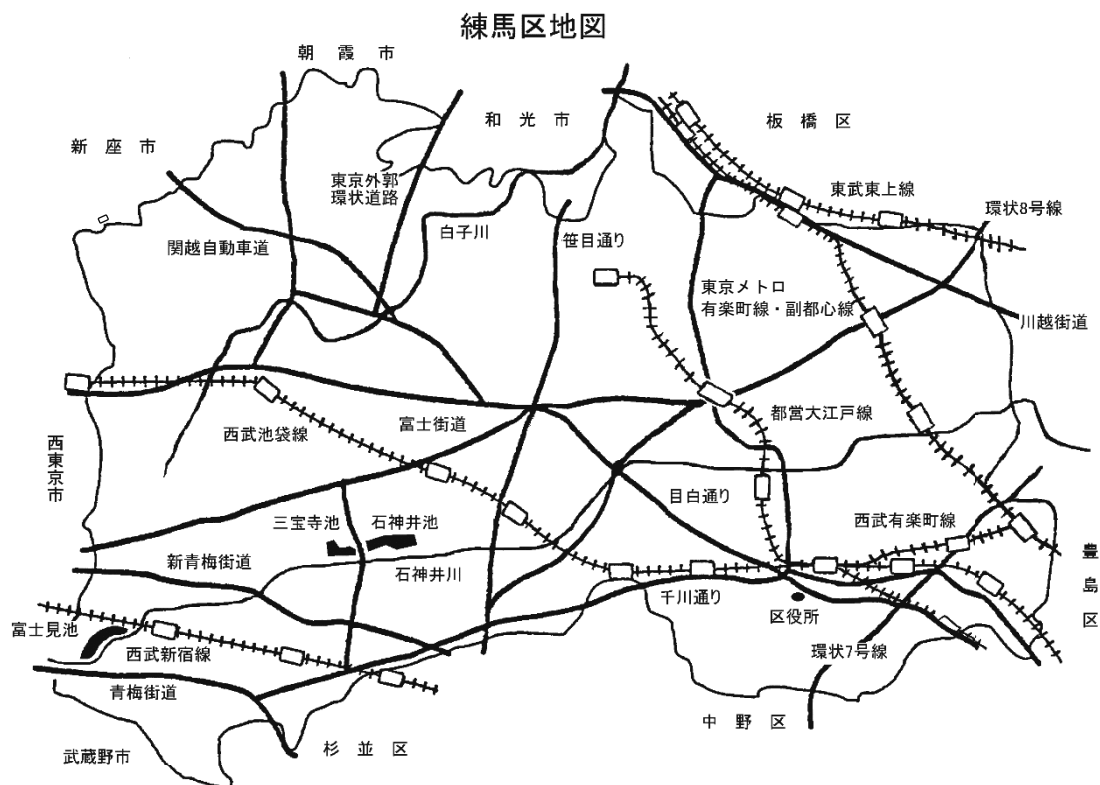 練馬区地図
朝霞市
和光市
板橋区
新座市
東京外郭
環状道路
東武東上線
環状8号線
白子川
笹目通り
関越自動車道
東京メトロ
有楽町線・副都心線
川越街道
西武池袋線
富士街道
都営大江戸線
西東京市
目白通り
三宝寺池
石神井池
西武有楽町線
新青梅街道
石神井川
豊島区
千川通り
区役所
富士見池
西武新宿線
環状7号線
青梅街道
中野区
武蔵野市
杉並区